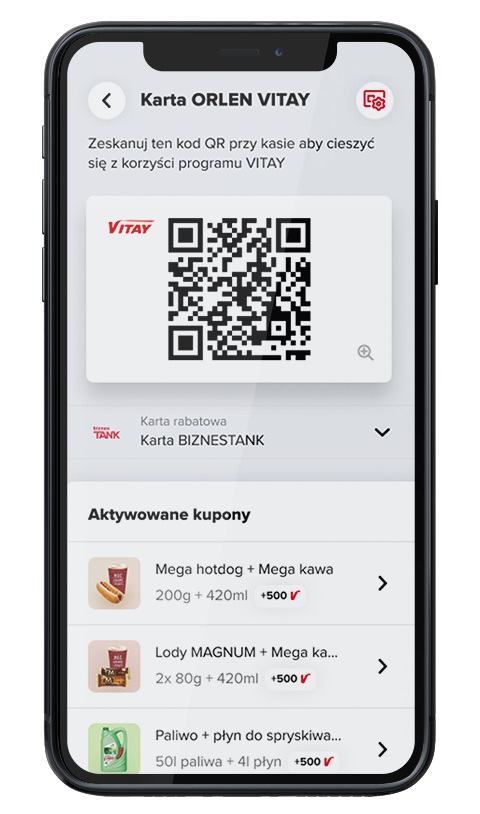 Karta ORLEN VITAY
Zeskanuj ten kod QR przy kasie aby cieszyć
się z korzyści programu VITAY
VITAY
Karta rabatowa
biznes
TANK
Karta BIZNESTANK
Aktywowane kupony
Mega hotdog + Mega kawa
200g + 420ml +500 V
Lody MAGNUM + Mega ka...
2x 80g + 420ml +500 V
Paliwo + płyn do spryskiwa...
50l paliwa + 4l płyn +500 V